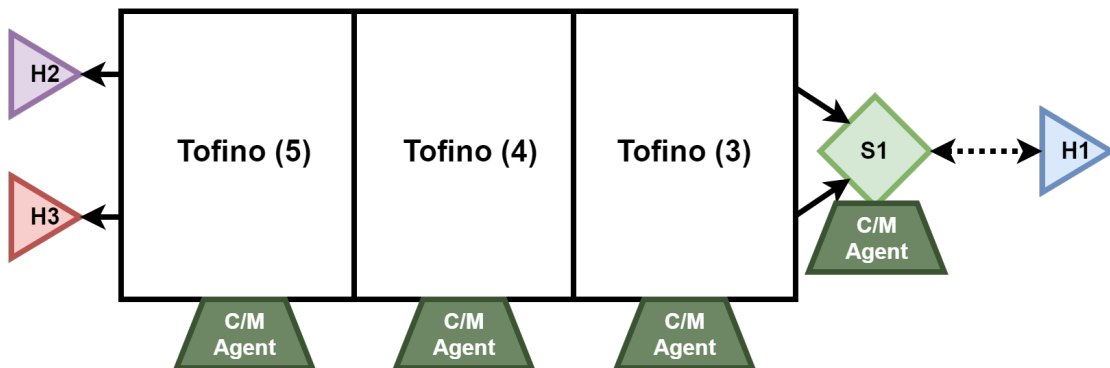 H2
H3
Tofino (5)
Tofino (4)
Tofino (3)
S1
H1
C/M
Agent
C/M
Agent
C/M
Agent
C/M
Agent